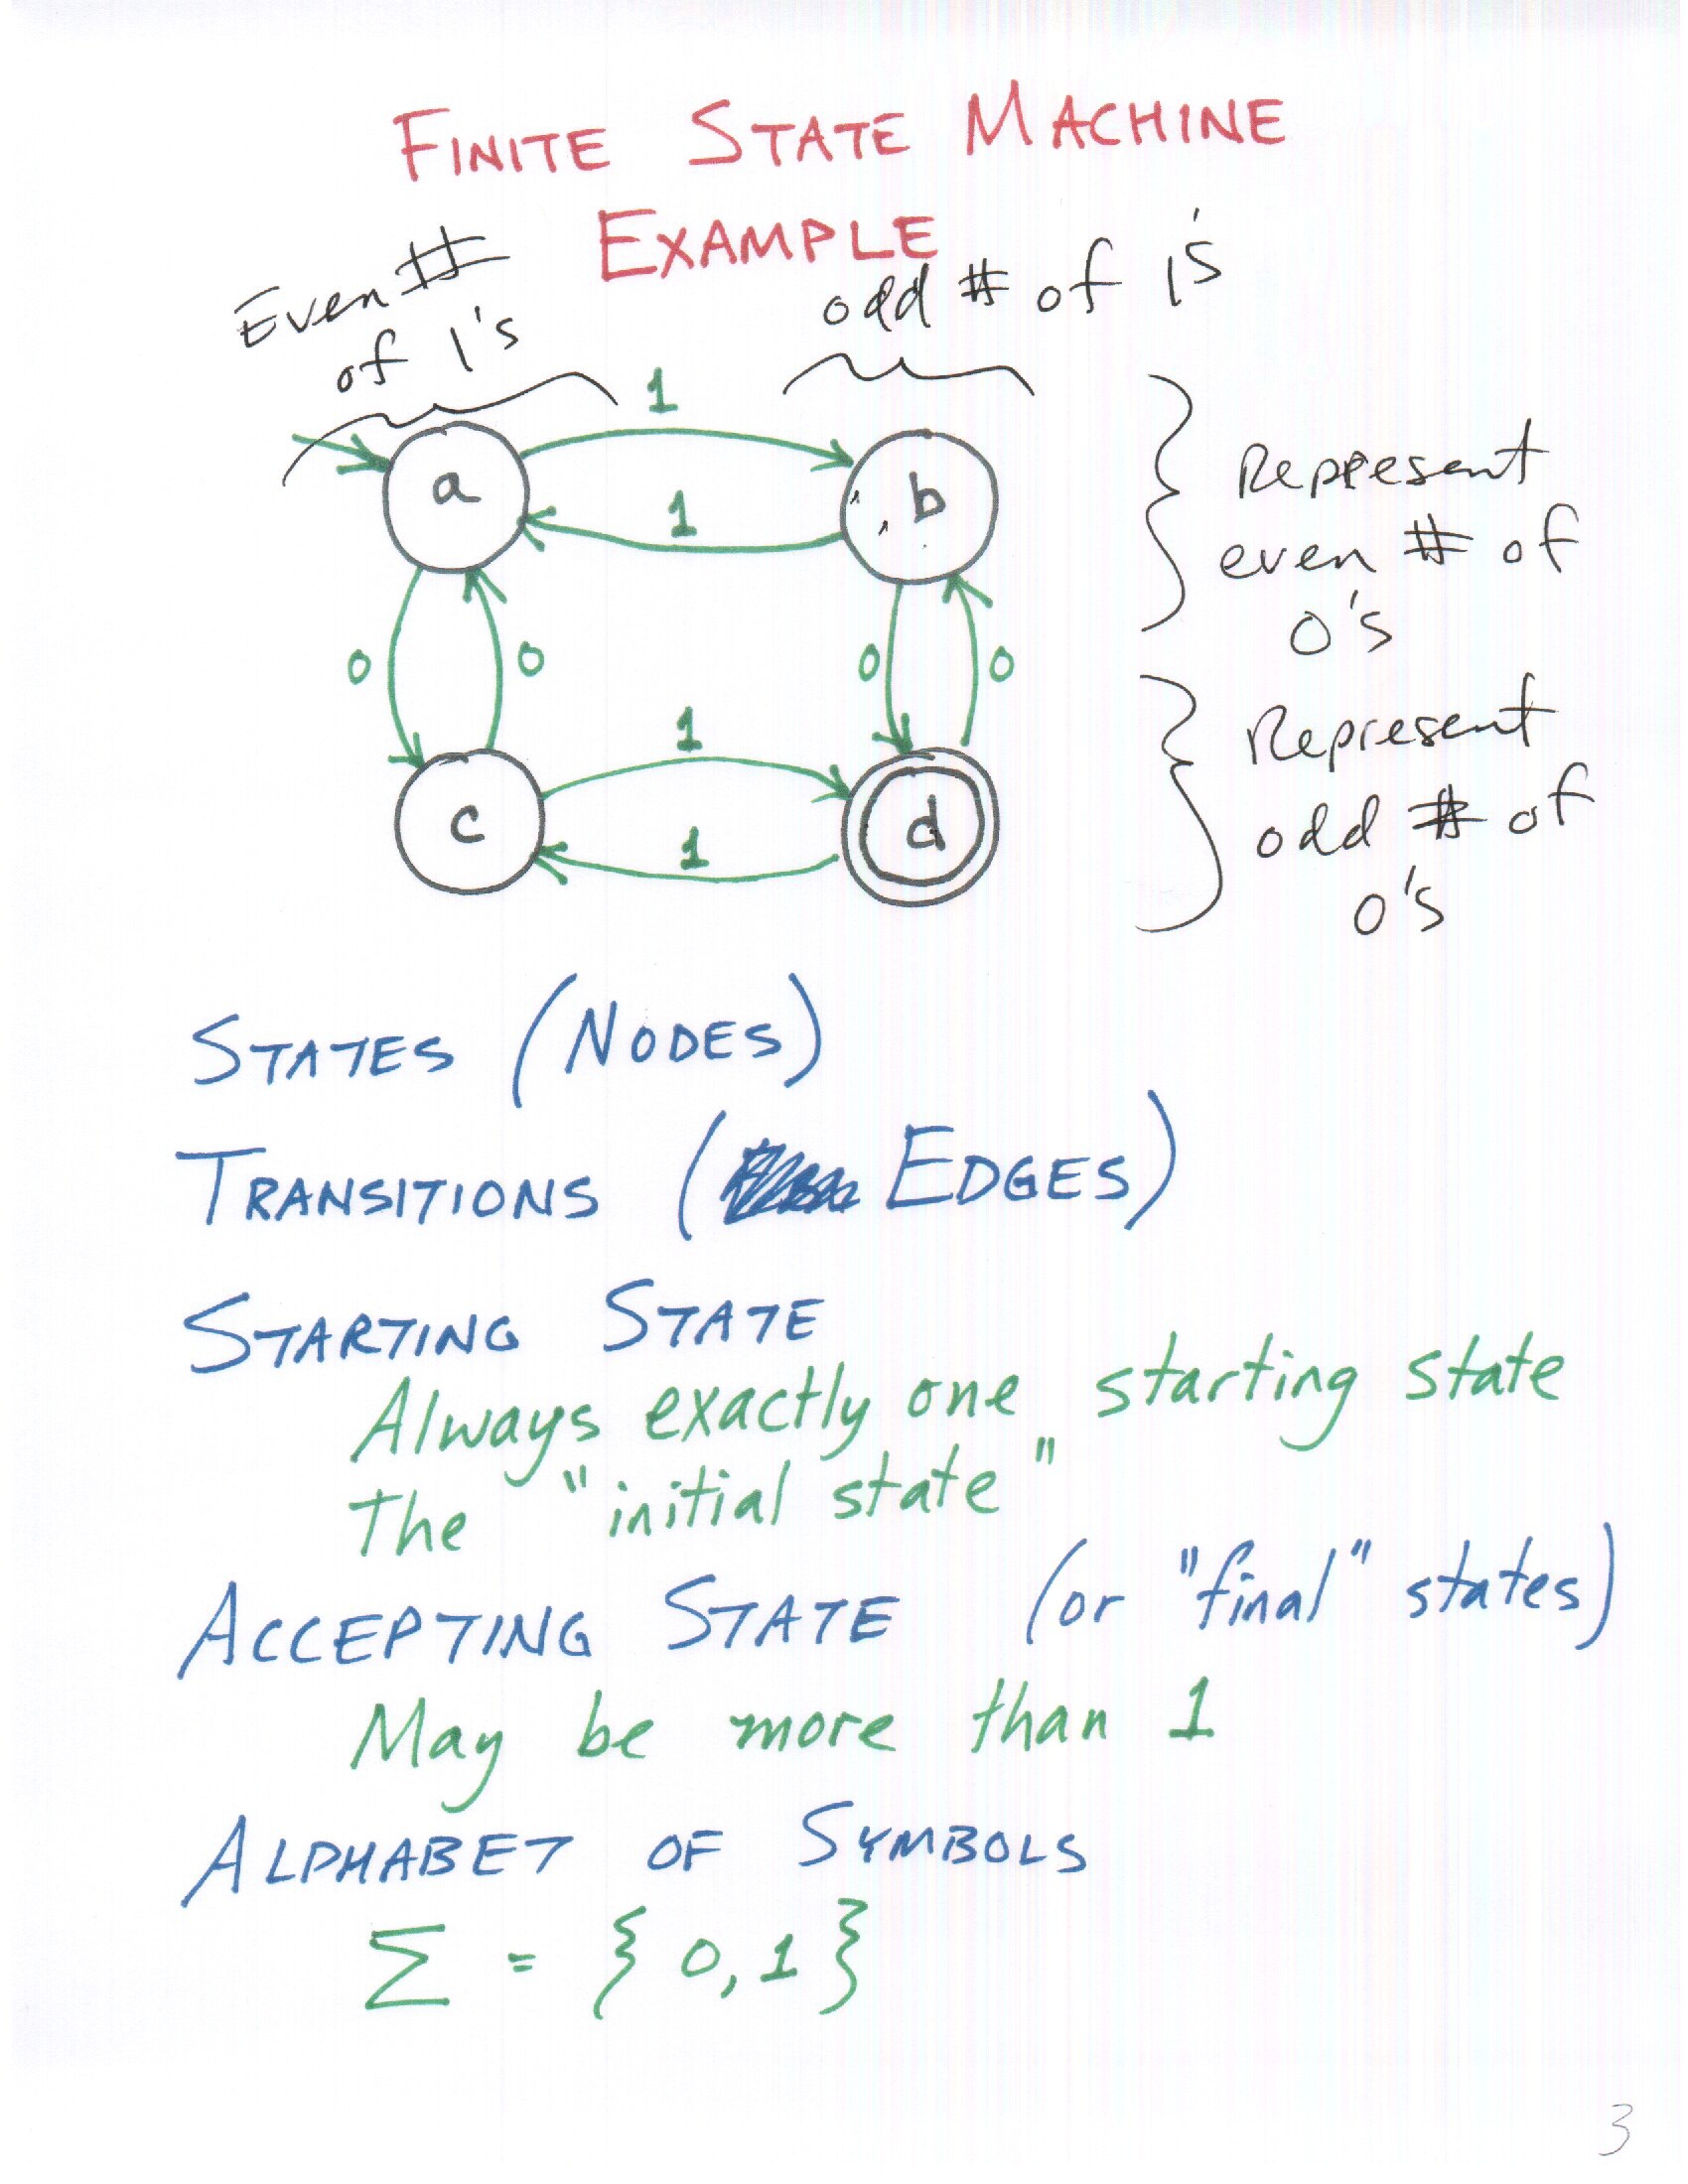 FINITE STATE MACHINE
EXAMPLE
Even #
of 1's
odd # of 1's
1
a
b
1
Represent
even # of
0's
0
0
0
0
1
c
d
1
Represent
odd # of
0's
STATES (NODES)
TRANSITIONS (EDGES)
STARTING STATE
Always exactly one starting state
The "initial state"
ACCEPTING STATE (or "final" states)
May be more than 1
ALPHABET OF SYMBOLS
Σ = { 0, 1 }
3